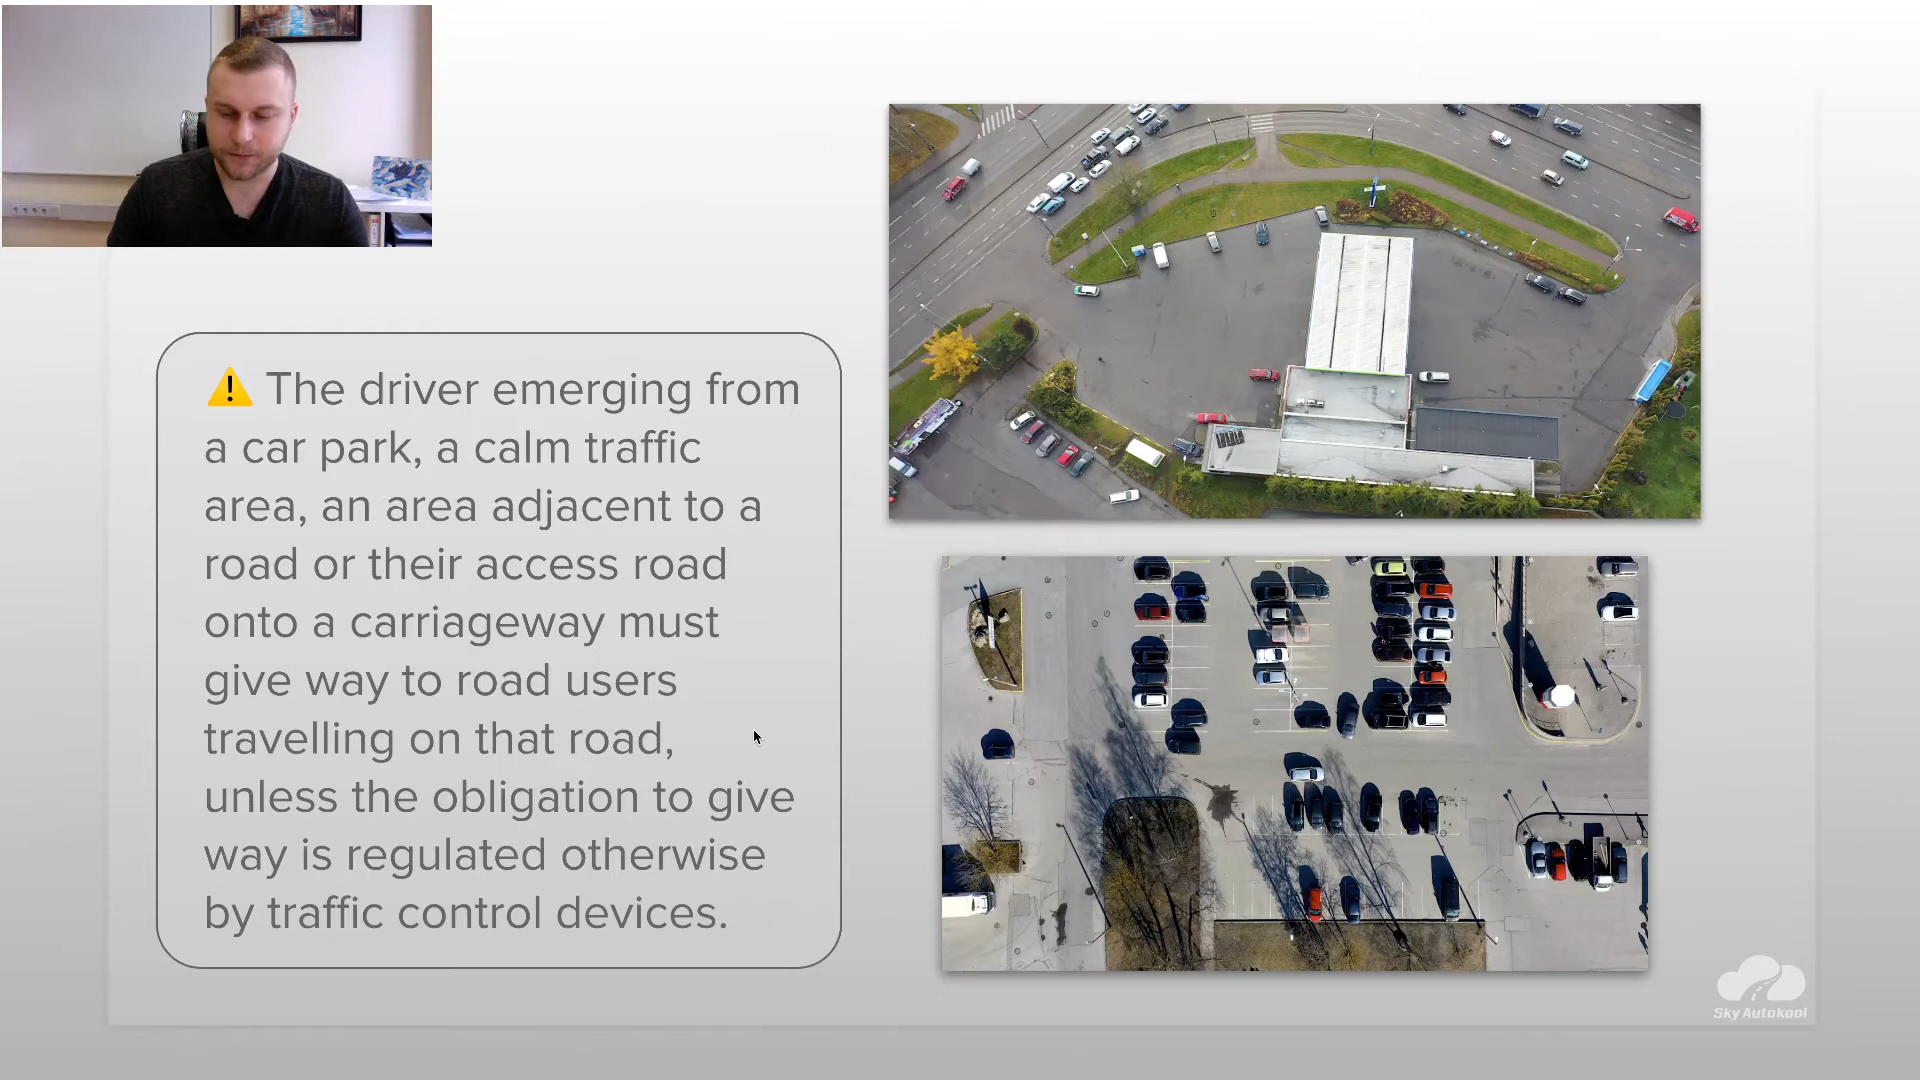 ⚠️ The driver emerging from
a car park, a calm traffic
area, an area adjacent to a
road or their access road
onto a carriageway must
give way to road users
travelling on that road,
unless the obligation to give
way is regulated otherwise
by traffic control devices.
Sky Autokool